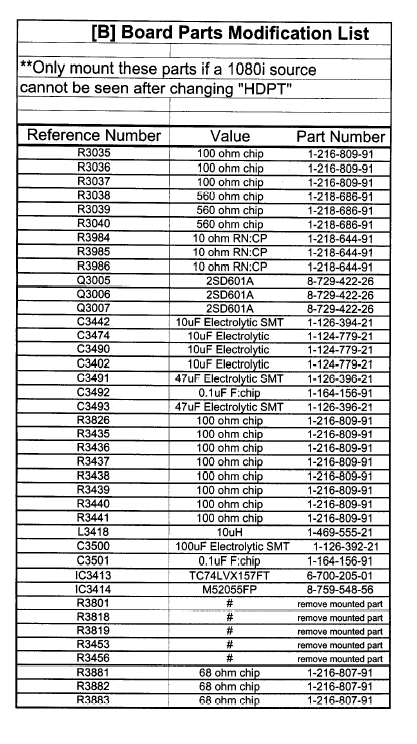 [B] Board Parts Modification List
**Only mount these parts if a 1080i source
cannot be seen after changing "HDPT"
Reference Number Value Part Number
R3035 100 ohm chip 1-216-809-91
R3036 100 ohm chip 1-216-809-91
R3037 100 ohm chip 1-216-809-91
R3038 560 ohm chip 1-218-686-91
R3039 560 ohm chip 1-218-686-91
R3040 560 ohm chip 1-218-686-91
R3984 10 ohm RN:CP 1-218-644-91
R3985 10 ohm RN:CP 1-218-644-91
R3986 10 ohm RN:CP 1-218-644-91
Q3005 2SD601A 8-729-422-26
Q3006 2SD601A 8-729-422-26
Q3007 2SD601A 8-729-422-26
C3442 10uF Electrolytic SMT 1-126-394-21
C3474 10uF Electrolytic 1-124-779-21
C3490 10uF Electrolytic 1-124-779-21
C3402 10uF Electrolytic 1-124-779-21
C3491 47uF Electrolytic SMT 1-126-396-21
C3492 0.1uF F:chip 1-164-156-91
C3493 47uF Electrolytic SMT 1-126-396-21
R3826 100 ohm chip 1-216-809-91
R3435 100 ohm chip 1-216-809-91
R3436 100 ohm chip 1-216-809-91
R3437 100 ohm chip 1-216-809-91
R3438 100 ohm chip 1-216-809-91
R3439 100 ohm chip 1-216-809-91
R3440 100 ohm chip 1-216-809-91
R3441 100 ohm chip 1-216-809-91
L3418 10uH 1-469-555-21
C3500 100uF Electrolytic SMT 1-126-392-21
C3501 0.1uF F:chip 1-164-156-91
IC3413 TC74LVX157FT 6-700-205-01
IC3414 M52055FP 8-759-548-56
R3801 # remove mounted part
R3818 # remove mounted part
R3819 # remove mounted part
R3453 # remove mounted part
R3456 # remove mounted part
R3881 68 ohm chip 1-216-807-91
R3882 68 ohm chip 1-216-807-91
R3883 68 ohm chip 1-216-807-91